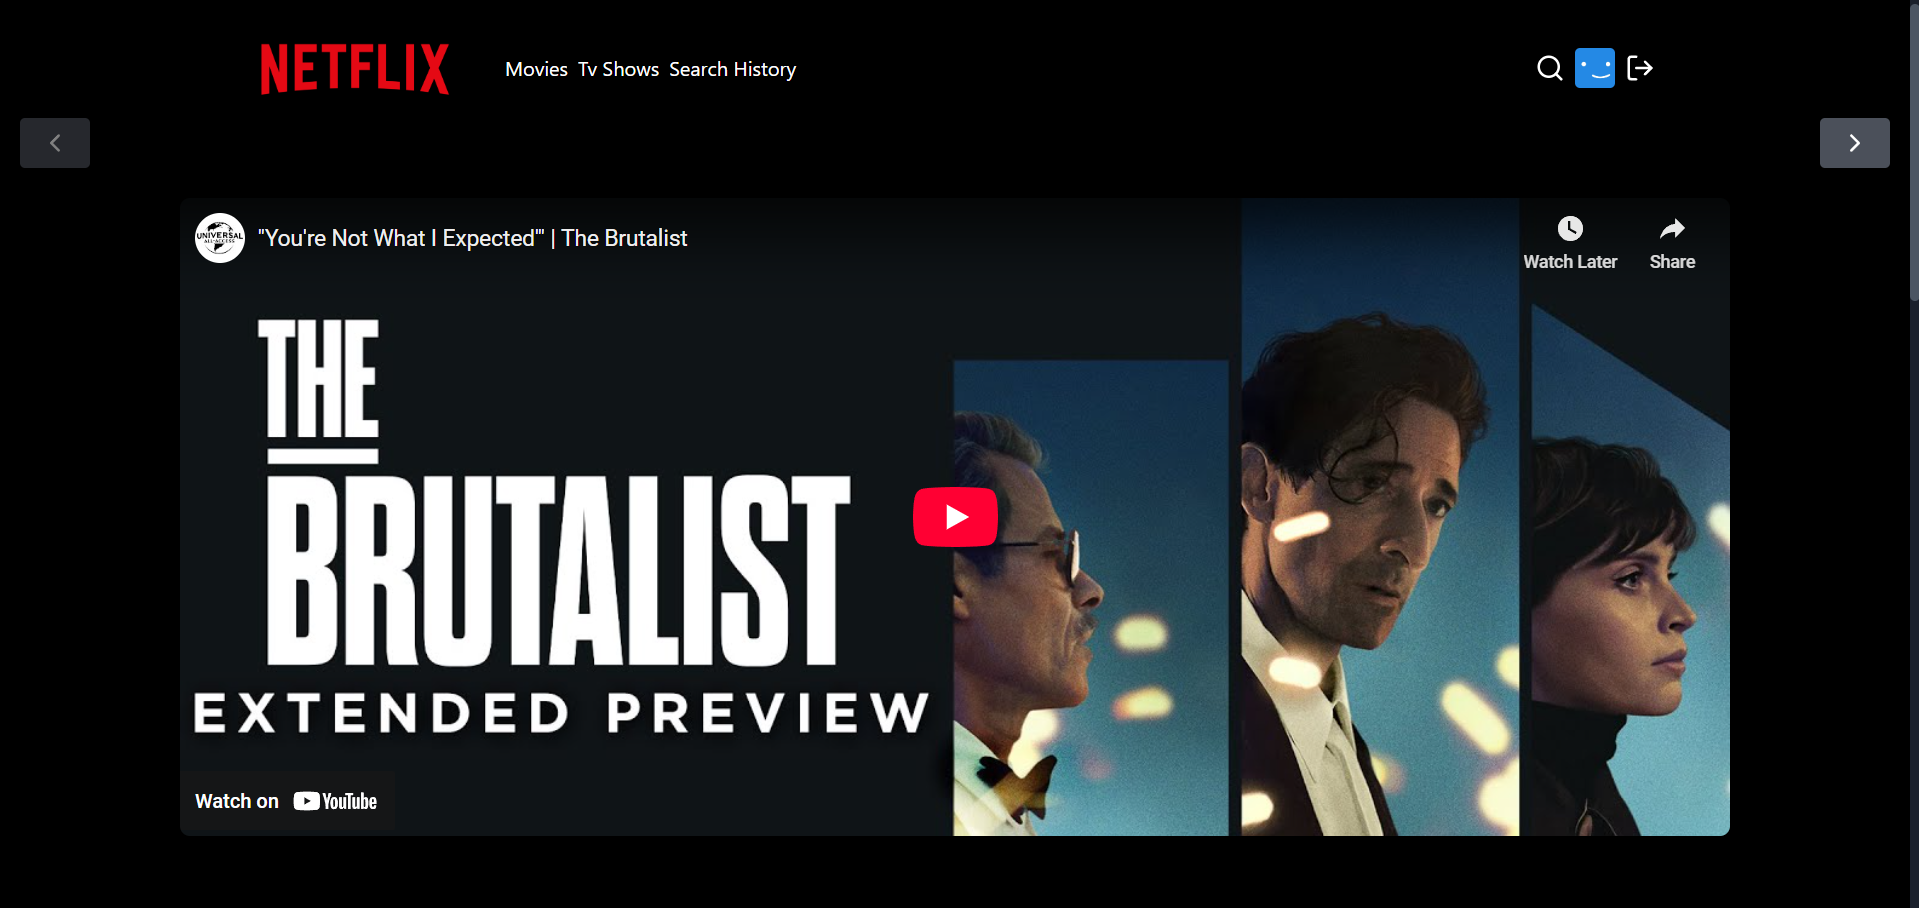 NETFLIX
Movies Tv Shows Search History
UNIVERSAL
ALL-ACCESS
"You're Not What I Expected'" | The Brutalist
Watch Later Share
THE
BRUTALIST
EXTENDED PREVIEW
Watch on YouTube